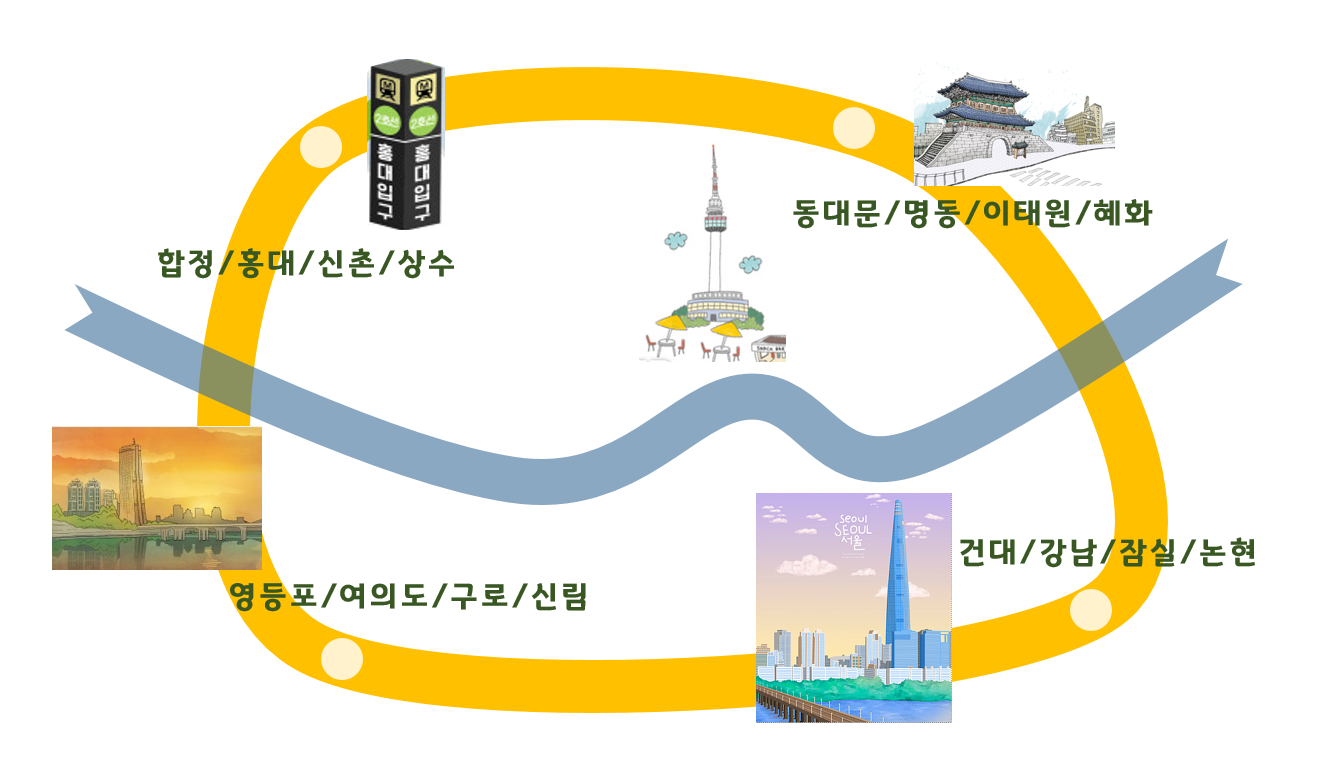 2호선 2호선
홍대입구 홍대입구
동대문/명동/이태원/혜화
합정/홍대/신촌/상수
seoul
SEOUL
서울
건대/강남/잠실/논현
영등포/여의도/구로/신림